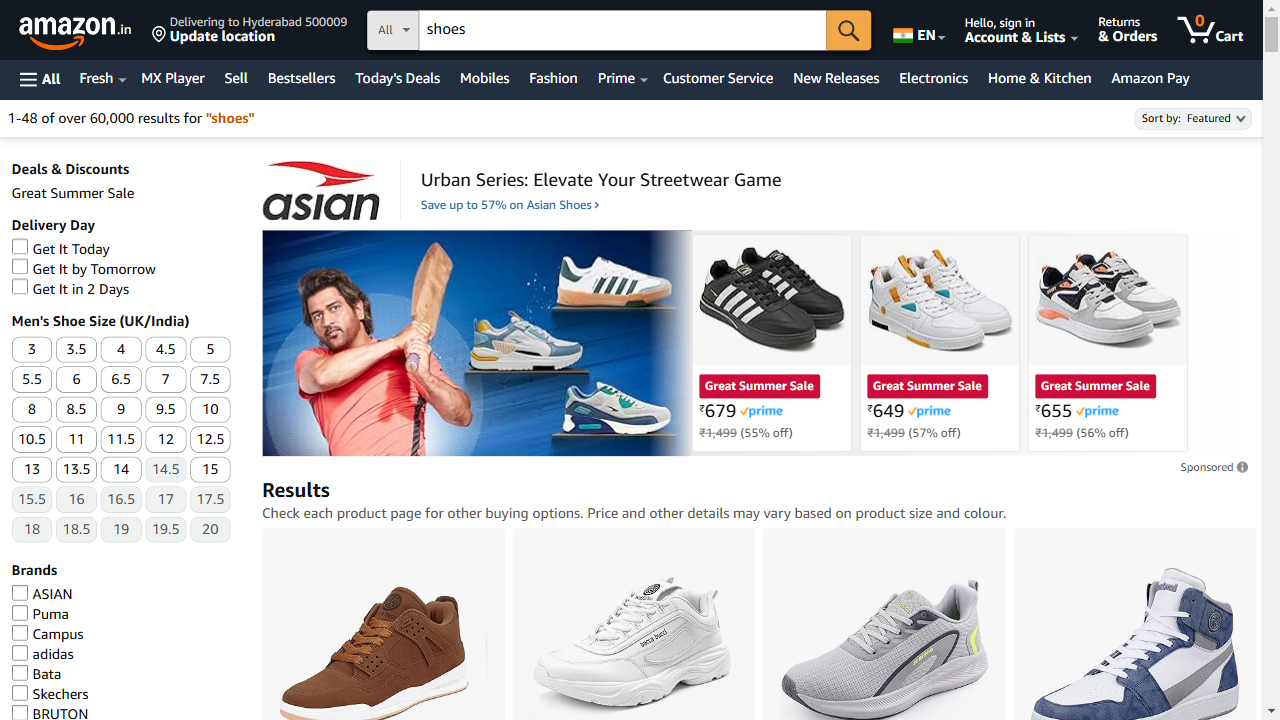 amazon.in
Delivering to Hyderabad 500009
Update location
All
shoes
EN
Hello, sign in
Account & Lists
Returns
& Orders
0
Cart
All
Fresh
MX Player
Sell
Bestsellers
Today's Deals
Mobiles
Fashion
Prime
Customer Service
New Releases
Electronics
Home & Kitchen
Amazon Pay
1-48 of over 60,000 results for "shoes"
Sort by: Featured
Deals & Discounts
Great Summer Sale
Delivery Day
Get It Today
Get It by Tomorrow
Get It in 2 Days
Men's Shoe Size (UK/India)
3 3.5 4 4.5 5
5.5 6 6.5 7 7.5
8 8.5 9 9.5 10
10.5 11 11.5 12 12.5
13 13.5 14 14.5 15
15.5 16 16.5 17 17.5
18 18.5 19 19.5 20
Brands
ASIAN
Puma
Campus
adidas
Bata
Skechers
BRUTON
asian
Urban Series: Elevate Your Streetwear Game
Save up to 57% on Asian Shoes ›
Great Summer Sale
₹679 prime
₹1,499 (55% off)
Great Summer Sale
₹649 prime
₹1,499 (57% off)
Great Summer Sale
₹655 prime
₹1,499 (56% off)
Sponsored
Results
Check each product page for other buying options. Price and other details may vary based on product size and colour.
bacca bucci